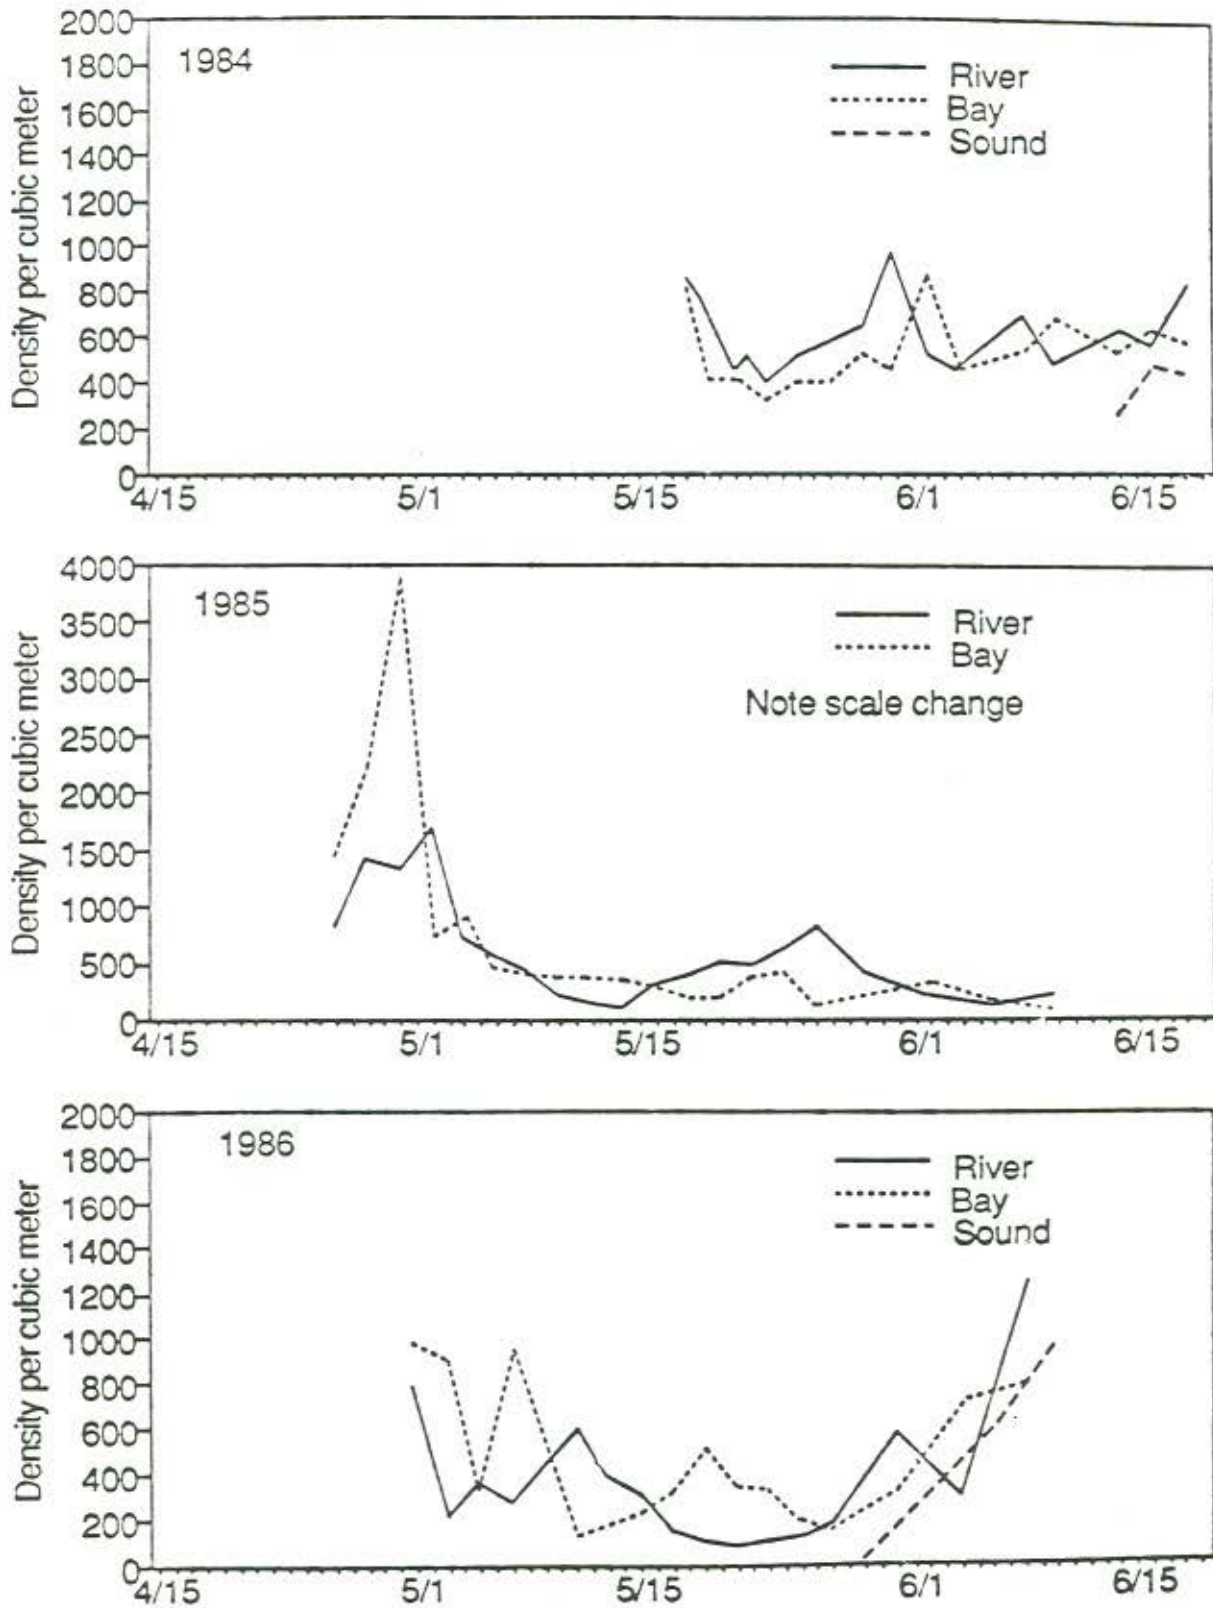 Density per cubic meter
2000
1800
1600
1400
1200
1000
800
600
400
200
0
1984
River
Bay
Sound
4/15 5/1 5/15 6/1 6/15
Density per cubic meter
4000
3500
3000
2500
2000
1500
1000
500
0
1985
River
Bay
Note scale change
4/15 5/1 5/15 6/1 6/15
Density per cubic meter
2000
1800
1600
1400
1200
1000
800
600
400
200
0
1986
River
Bay
Sound
4/15 5/1 5/15 6/1 6/15